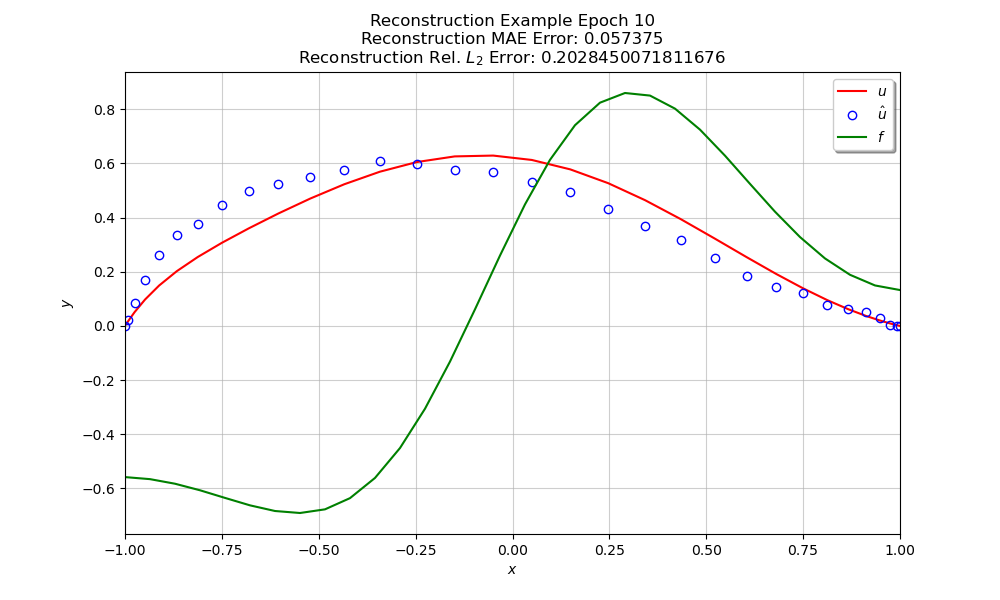 Reconstruction Example Epoch 10
Reconstruction MAE Error: 0.057375
Reconstruction Rel. L₂ Error: 0.2028450071811676
u
û
f
0.8
0.6
0.4
0.2
0.0
−0.2
−0.4
−0.6
y
−1.00 −0.75 −0.50 −0.25 0.00 0.25 0.50 0.75 1.00
x